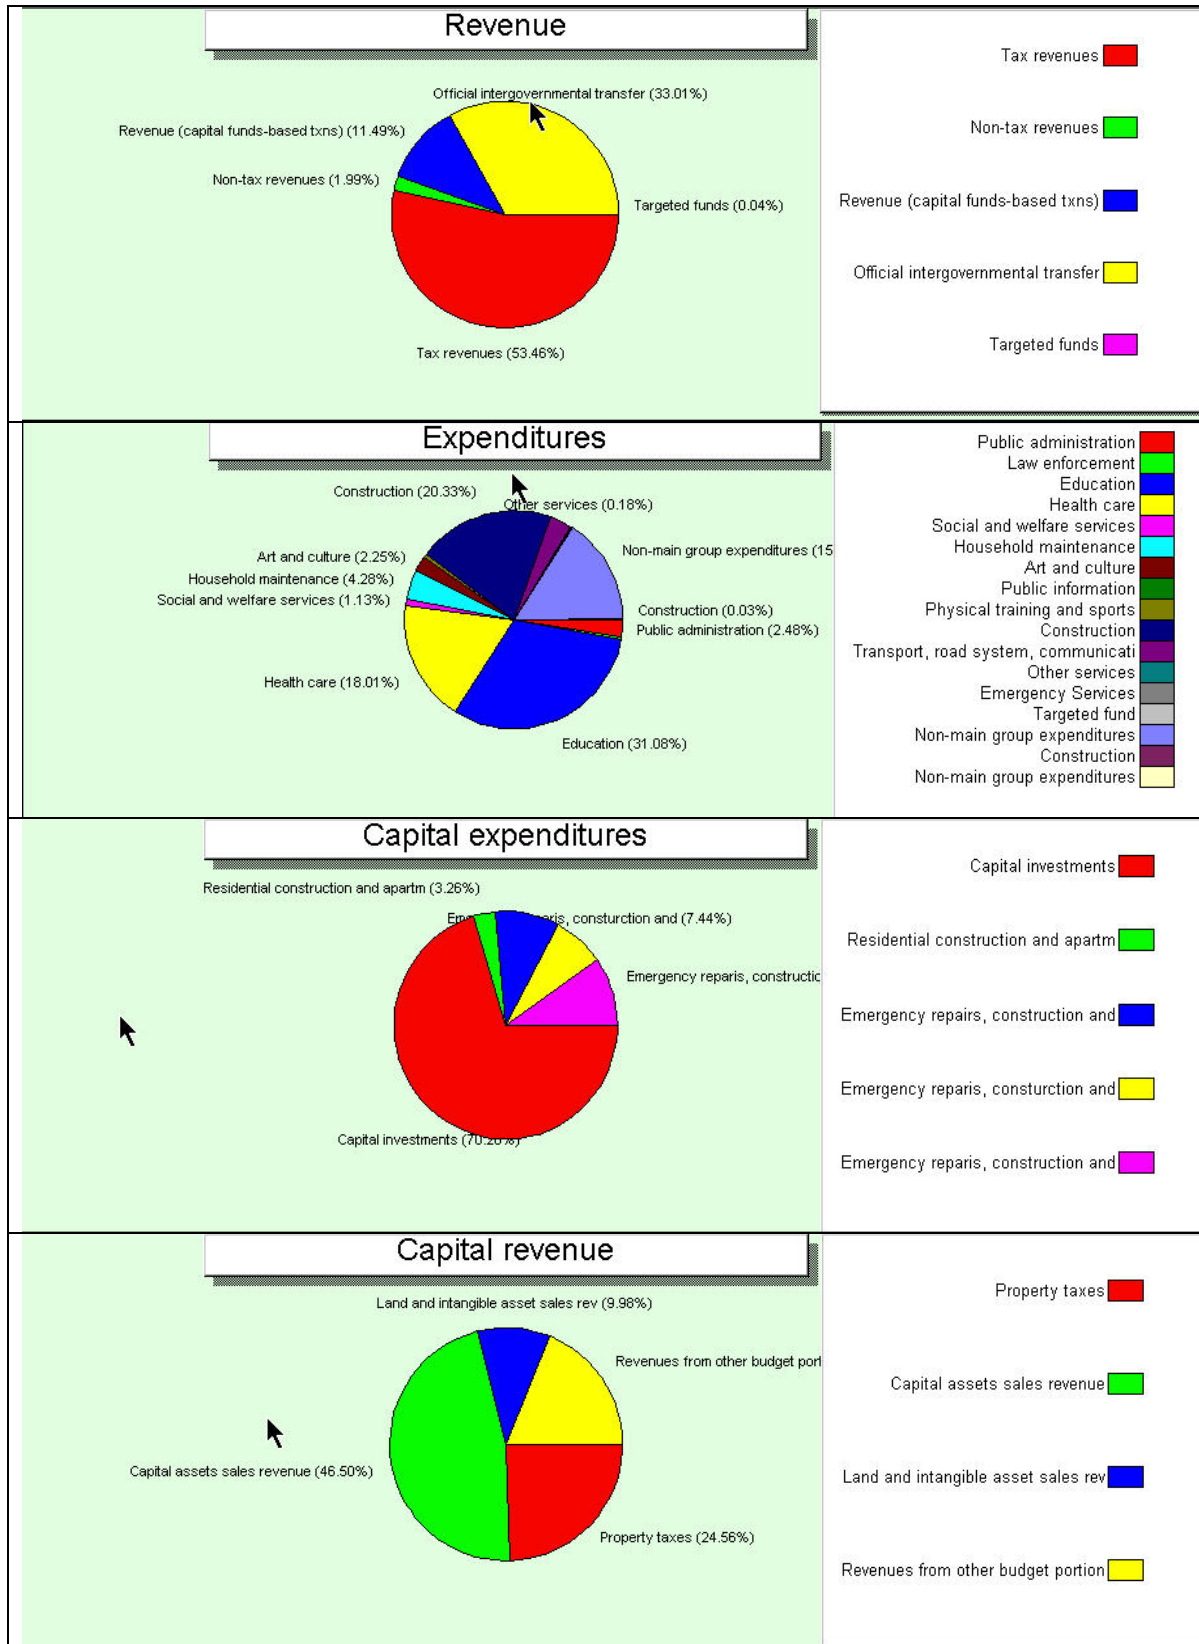 Revenue
Official intergovernmental transfer (33.01%)
Revenue (capital funds-based txns) (11.49%)
Non-tax revenues (1.99%)
Targeted funds (0.04%)
Tax revenues (53.46%)
Tax revenues
Non-tax revenues
Revenue (capital funds-based txns)
Official intergovernmental transfer
Targeted funds
Expenditures
Construction (20.33%)
Other services (0.18%)
Non-main group expenditures (15
Art and culture (2.25%)
Household maintenance (4.28%)
Social and welfare services (1.13%)
Construction (0.03%)
Public administration (2.48%)
Health care (18.01%)
Education (31.08%)
Public administration
Law enforcement
Education
Health care
Social and welfare services
Household maintenance
Art and culture
Public information
Physical training and sports
Construction
Transport, road system, communicati
Other services
Emergency Services
Targeted fund
Non-main group expenditures
Construction
Non-main group expenditures
Capital expenditures
Residential construction and apartm (3.26%)
consturction and (7.44%)
Emergency reparis, constructic
Capital investments
Capital investments
Residential construction and apartm
Emergency repairs, construction and
Emergency reparis, consturction and
Emergency reparis, construction and
Capital revenue
Land and intangible asset sales rev (9.98%)
Revenues from other budget port
Capital assets sales revenue (46.50%)
Property taxes (24.56%)
Property taxes
Capital assets sales revenue
Land and intangible asset sales rev
Revenues from other budget portion